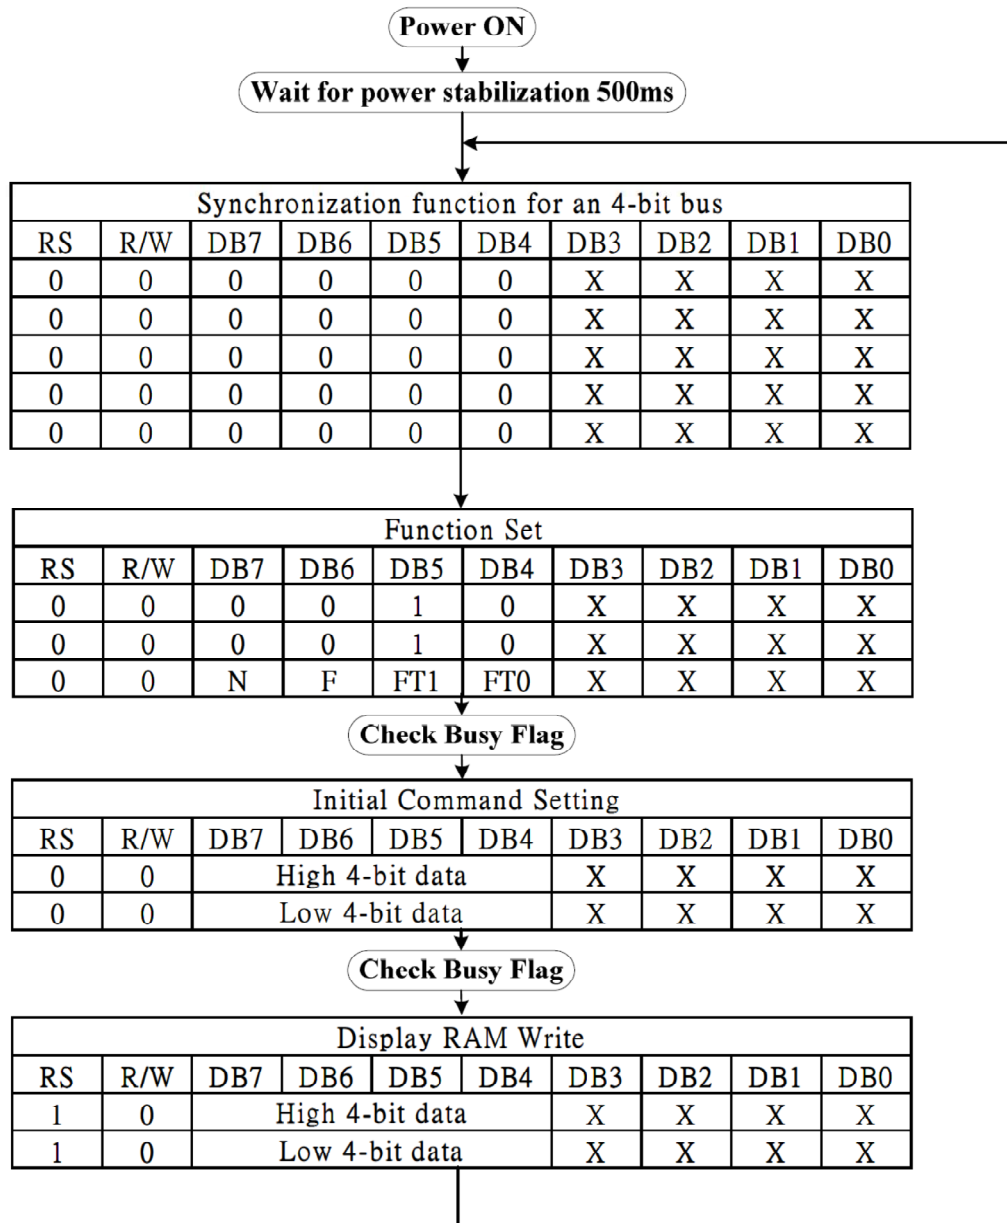 Power ON
Wait for power stabilization 500ms
Synchronization function for an 4-bit bus
RS R/W DB7 DB6 DB5 DB4 DB3 DB2 DB1 DB0
0 0 0 0 0 0 X X X X
0 0 0 0 0 0 X X X X
0 0 0 0 0 0 X X X X
0 0 0 0 0 0 X X X X
0 0 0 0 0 0 X X X X
Function Set
RS R/W DB7 DB6 DB5 DB4 DB3 DB2 DB1 DB0
0 0 0 0 1 0 X X X X
0 0 0 0 1 0 X X X X
0 0 N F FT1 FT0 X X X X
Check Busy Flag
Initial Command Setting
RS R/W DB7 DB6 DB5 DB4 DB3 DB2 DB1 DB0
0 0 High 4-bit data X X X X
0 0 Low 4-bit data X X X X
Check Busy Flag
Display RAM Write
RS R/W DB7 DB6 DB5 DB4 DB3 DB2 DB1 DB0
1 0 High 4-bit data X X X X
1 0 Low 4-bit data X X X X